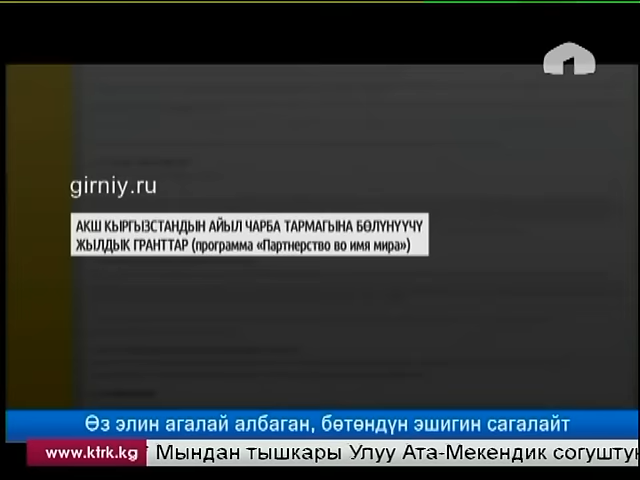 1
girniy.ru
АКШ КЫРГЫЗСТАНДЫН АЙЫЛ ЧАРБА ТАРМАГЫНА БӨЛҮНҮҮЧҮ
ЖЫЛДЫК ГРАНТТАР (программа «Партнерство во имя мира»)
Өз элин агалай албаган, бөтөндүн эшигин сагалайт
www.ktrk.kg Мындан тышкары Улуу Ата-Мекендик согуштун